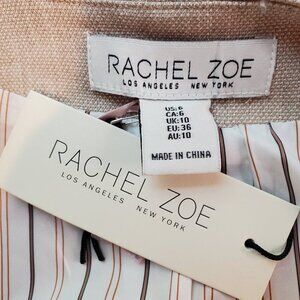 RACHEL ZOE
LOS ANGELES NEW YORK
US: 6
CA: 6
UK: 10
EU: 36
AU: 10
MADE IN CHINA
RACHEL ZOE
LOS ANGELES NEW YORK